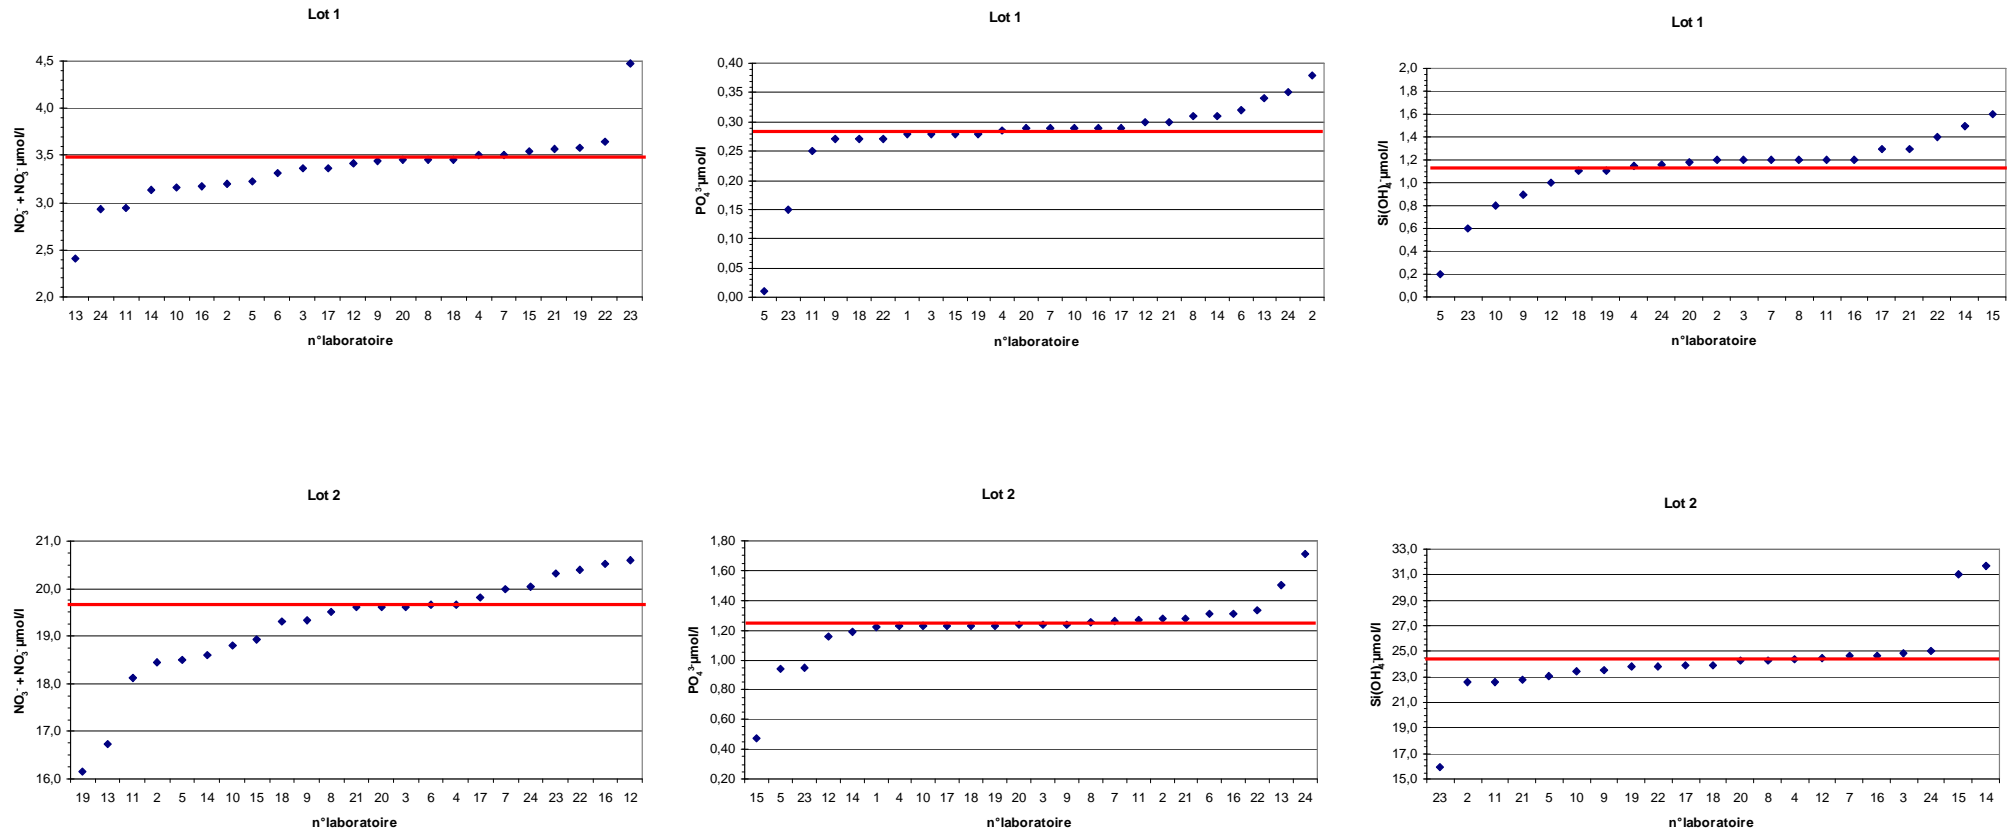 Lot 1
4,5
4,0
3,5
3,0
2,5
2,0
NO3- + NO3- µmol/l
13 24 11 14 10 16 2 5 6 3 17 12 9 20 8 18 4 7 15 21 19 22 23
n°laboratoire
Lot 1
0,40
0,35
0,30
0,25
0,20
0,15
0,10
0,05
0,00
PO4 3- µmol/l
5 23 11 9 18 22 1 3 15 19 4 20 7 10 16 17 12 21 8 14 6 13 24 2
n°laboratoire
Lot 1
2,0
1,8
1,6
1,4
1,2
1,0
0,8
0,6
0,4
0,2
0,0
Si(OH)4- µmol/l
5 23 10 9 12 18 19 4 24 20 2 3 7 8 11 16 17 21 22 14 15
n°laboratoire
Lot 2
21,0
20,0
19,0
18,0
17,0
16,0
NO3- + NO3- µmol/l
19 13 11 2 5 14 10 15 18 9 8 21 20 3 6 4 17 7 24 23 22 16 12
n°laboratoire
Lot 2
1,80
1,60
1,40
1,20
1,00
0,80
0,60
0,40
0,20
PO4 3- µmol/l
15 5 23 12 14 1 4 10 17 18 19 20 3 9 8 7 11 2 21 6 16 22 13 24
n°laboratoire
Lot 2
33,0
31,0
29,0
27,0
25,0
23,0
21,0
19,0
17,0
15,0
Si(OH)4- µmol/l
23 2 11 21 5 10 9 19 22 17 18 20 8 4 12 7 16 3 24 15 14
n°laboratoire